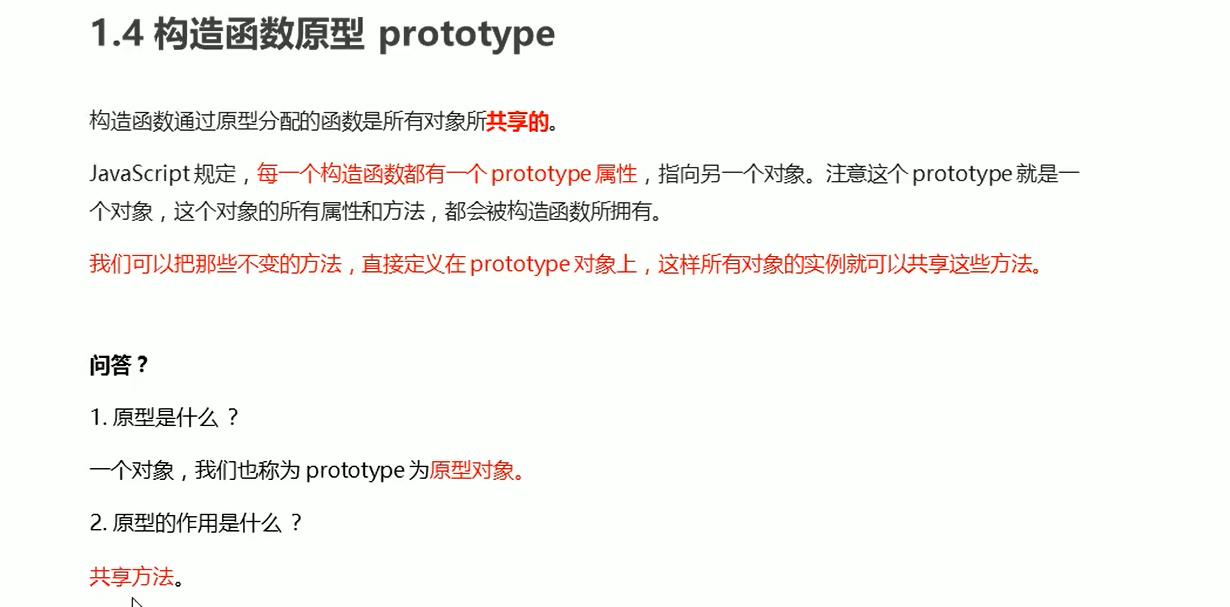 1.4 构造函数原型 prototype
构造函数通过原型分配的函数是所有对象所共享的。
JavaScript 规定，每一个构造函数都有一个 prototype 属性，指向另一个对象。注意这个 prototype 就是一
个对象，这个对象的所有属性和方法，都会被构造函数所拥有。
我们可以把那些不变的方法，直接定义在 prototype 对象上，这样所有对象的实例就可以共享这些方法。
问答？
1. 原型是什么 ？
一个对象，我们也称为 prototype 为原型对象。
2. 原型的作用是什么 ？
共享方法。